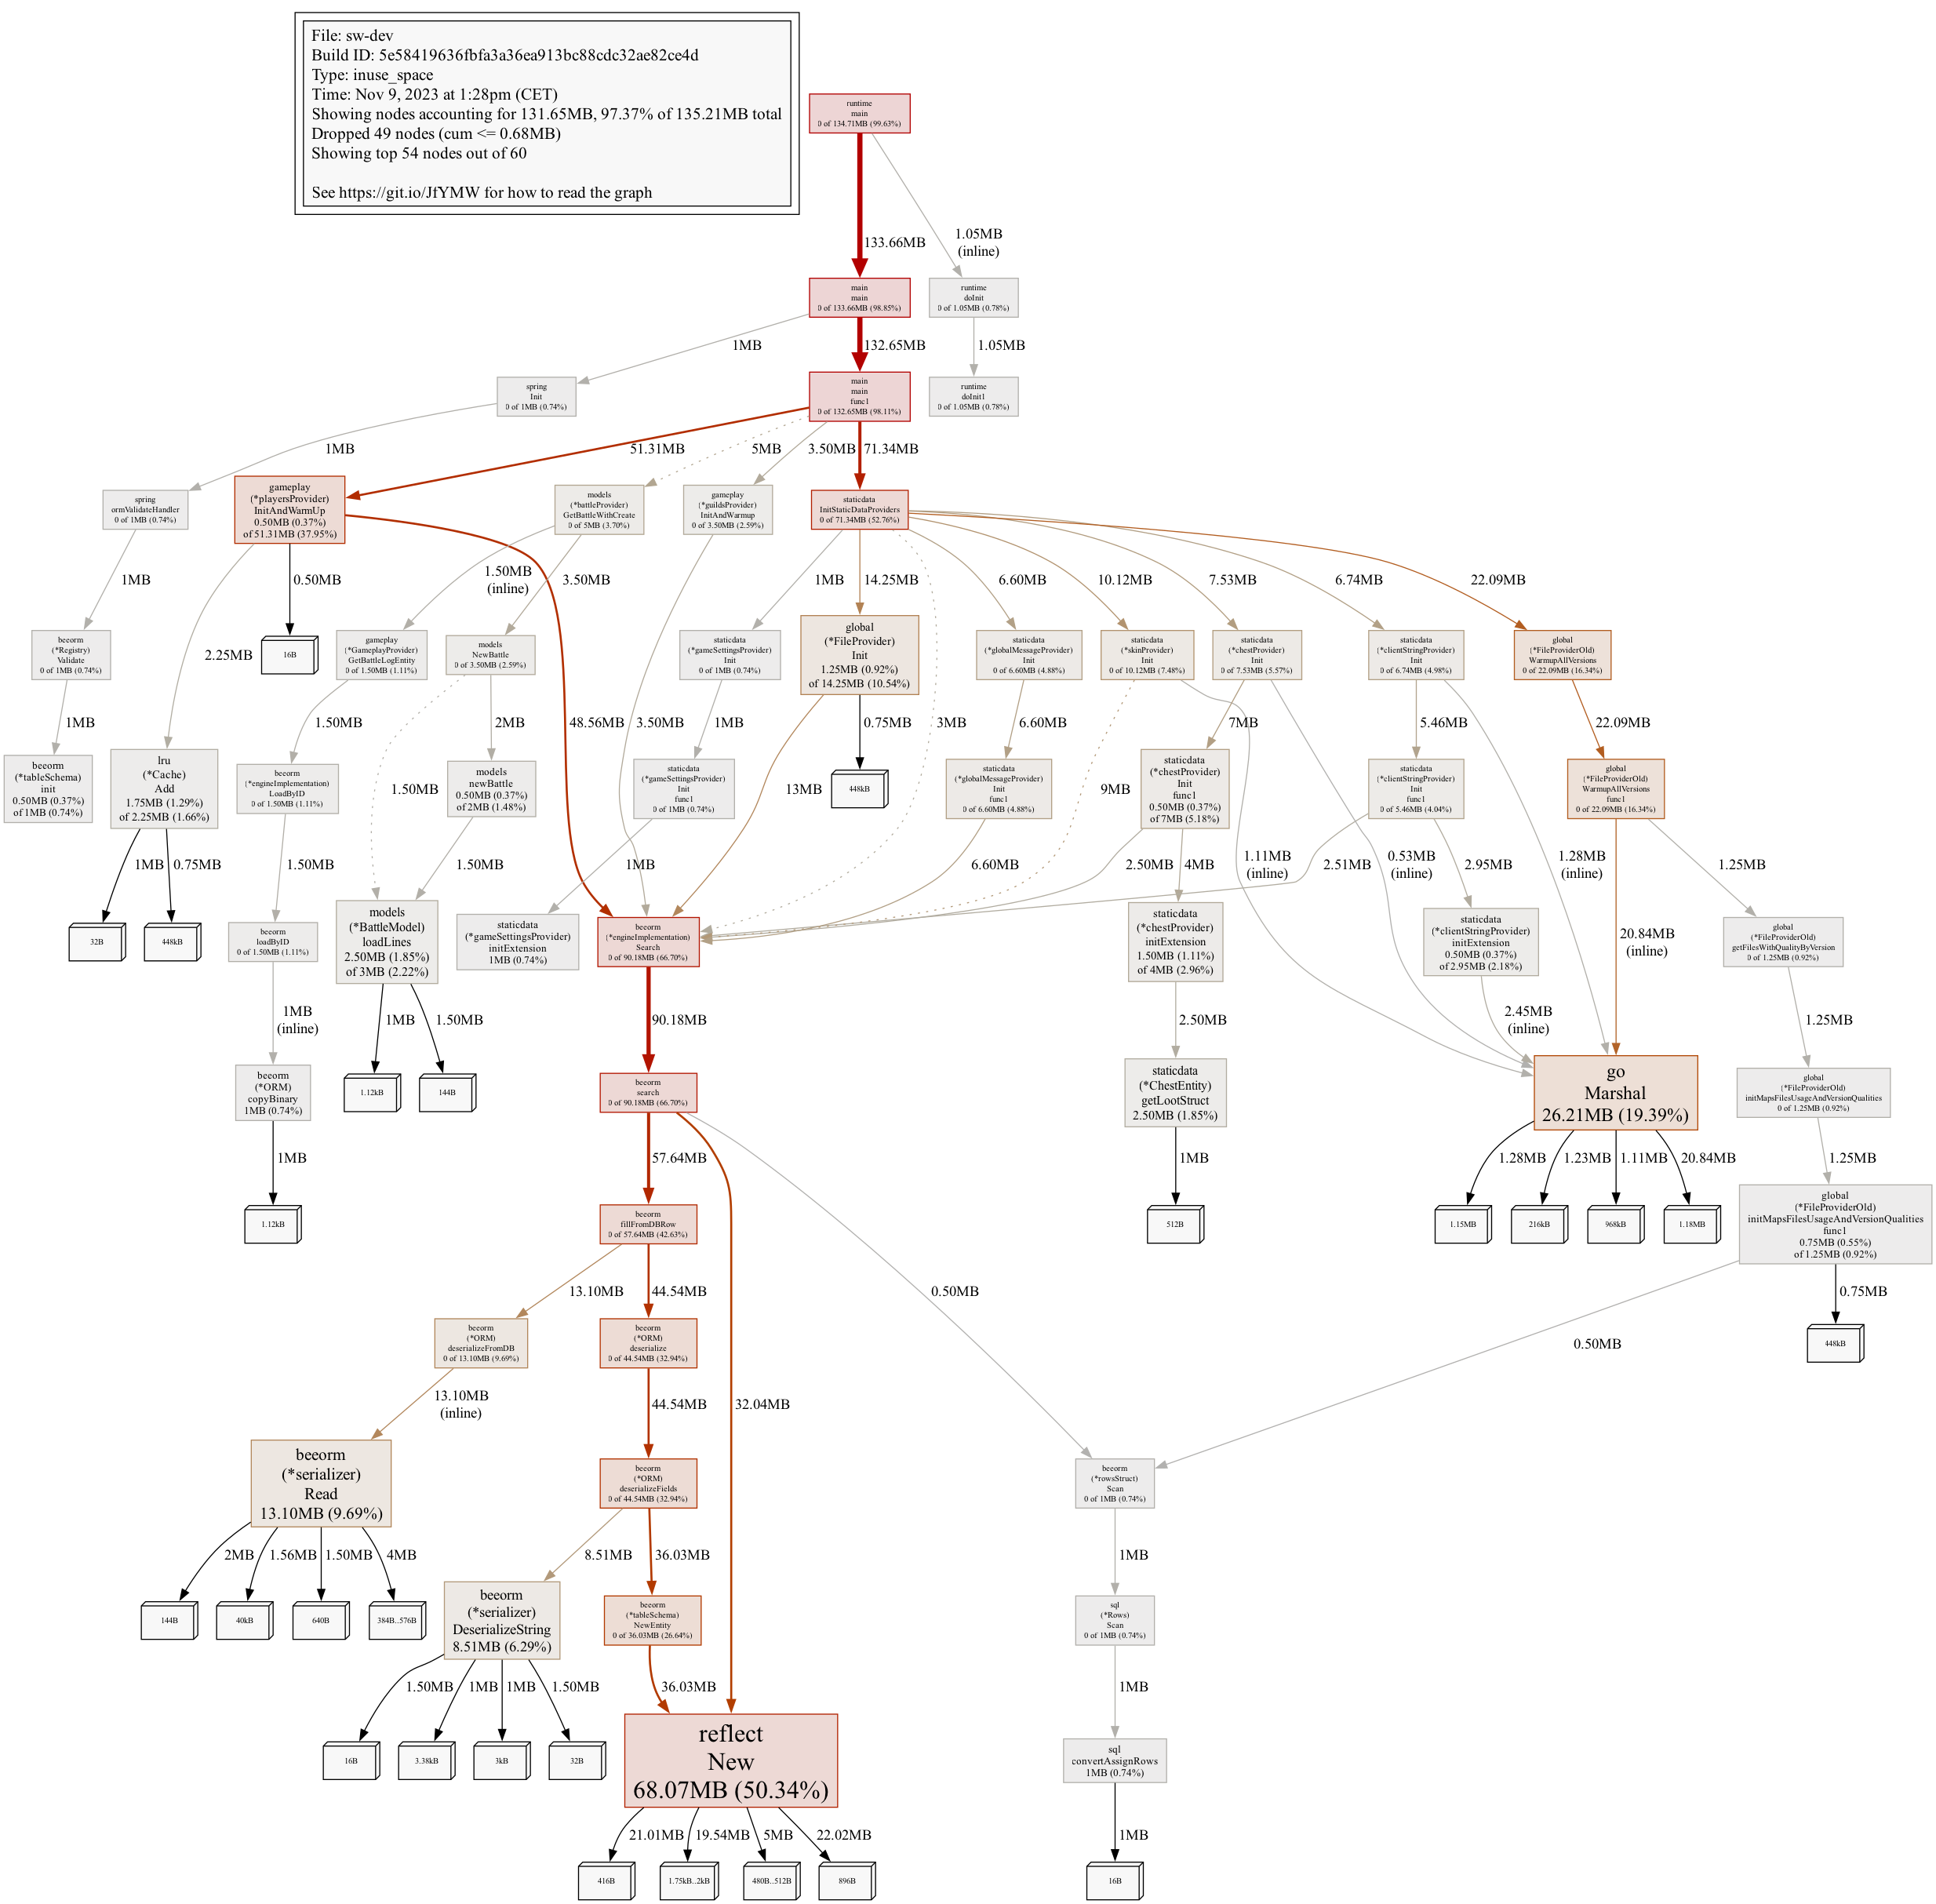 File: sw-dev
Build ID: 5e58419636fbfa3a36ea913bc88cdc32ae82ce4d
Type: inuse_space
Time: Nov 9, 2023 at 1:28pm (CET)
Showing nodes accounting for 131.65MB, 97.37% of 135.21MB total
Dropped 49 nodes (cum <= 0.68MB)
Showing top 54 nodes out of 60
See https://git.io/JfYMW for how to read the graph
runtime
main
0 of 134.71MB (99.63%)
133.66MB
1.05MB
(inline)
main
main
0 of 133.66MB (98.85%)
runtime
doInit
0 of 1.05MB (0.78%)
1MB
132.65MB
1.05MB
spring
Init
0 of 1MB (0.74%)
main
main
func1
0 of 132.65MB (98.11%)
runtime
doInit1
0 of 1.05MB (0.78%)
1MB
51.31MB
5MB
3.50MB
71.34MB
spring
ormValidateHandler
0 of 1MB (0.74%)
gameplay
(*playersProvider)
InitAndWarmUp
0.50MB (0.37%)
of 51.31MB (37.95%)
models
(*battleProvider)
GetBattleWithCreate
0 of 5MB (3.70%)
gameplay
(*guildsProvider)
InitAndWarmup
0 of 3.50MB (2.59%)
staticdata
InitStaticDataProviders
0 of 71.34MB (52.76%)
1MB
0.50MB
1.50MB
(inline)
3.50MB
1MB
14.25MB
6.60MB
10.12MB
7.53MB
6.74MB
22.09MB
beeorm
(*Registry)
Validate
0 of 1MB (0.74%)
2.25MB
16B
gameplay
(*GameplayProvider)
GetBattleLogEntity
0 of 1.50MB (1.11%)
models
NewBattle
0 of 3.50MB (2.59%)
staticdata
(*gameSettingsProvider)
Init
0 of 1MB (0.74%)
global
(*FileProvider)
Init
1.25MB (0.92%)
of 14.25MB (10.54%)
staticdata
(*globalMessageProvider)
Init
0 of 6.60MB (4.88%)
staticdata
(*skinProvider)
Init
0 of 10.12MB (7.48%)
staticdata
(*chestProvider)
Init
0 of 7.53MB (5.57%)
staticdata
(*clientStringProvider)
Init
0 of 6.74MB (4.98%)
global
(*FileProviderOld)
WarmupAllVersions
0 of 22.09MB (16.34%)
1MB
1.50MB
2MB
48.56MB
3.50MB
1MB
0.75MB
3MB
6.60MB
7MB
5.46MB
22.09MB
beeorm
(*tableSchema)
init
0.50MB (0.37%)
of 1MB (0.74%)
lru
(*Cache)
Add
1.75MB (1.29%)
of 2.25MB (1.66%)
beeorm
(*engineImplementation)
LoadByID
0 of 1.50MB (1.11%)
1.50MB
models
newBattle
0.50MB (0.37%)
of 2MB (1.48%)
staticdata
(*gameSettingsProvider)
Init
func1
0 of 1MB (0.74%)
13MB
448kB
staticdata
(*globalMessageProvider)
Init
func1
0 of 6.60MB (4.88%)
9MB
staticdata
(*chestProvider)
Init
func1
0.50MB (0.37%)
of 7MB (5.18%)
staticdata
(*clientStringProvider)
Init
func1
0 of 5.46MB (4.04%)
global
(*FileProviderOld)
WarmupAllVersions
func1
0 of 22.09MB (16.34%)
1MB
0.75MB
1.50MB
1.50MB
1MB
6.60MB
2.50MB
4MB
1.11MB
(inline)
2.51MB
0.53MB
(inline)
2.95MB
1.28MB
(inline)
1.25MB
32B
448kB
beeorm
loadByID
0 of 1.50MB (1.11%)
models
(*BattleModel)
loadLines
2.50MB (1.85%)
of 3MB (2.22%)
staticdata
(*gameSettingsProvider)
initExtension
1MB (0.74%)
beeorm
(*engineImplementation)
Search
0 of 90.18MB (66.70%)
staticdata
(*chestProvider)
initExtension
1.50MB (1.11%)
of 4MB (2.96%)
staticdata
(*clientStringProvider)
initExtension
0.50MB (0.37%)
of 2.95MB (2.18%)
20.84MB
(inline)
global
(*FileProviderOld)
getFilesWithQualityByVersion
0 of 1.25MB (0.92%)
1MB
(inline)
1MB
1.50MB
90.18MB
2.50MB
2.45MB
(inline)
1.25MB
beeorm
(*ORM)
copyBinary
1MB (0.74%)
1.12kB
144B
beeorm
search
0 of 90.18MB (66.70%)
staticdata
(*ChestEntity)
getLootStruct
2.50MB (1.85%)
go
Marshal
26.21MB (19.39%)
global
(*FileProviderOld)
initMapsFilesUsageAndVersionQualities
0 of 1.25MB (0.92%)
1MB
57.64MB
1MB
1.28MB
1.23MB
1.11MB
20.84MB
1.25MB
1.12kB
beeorm
fillFromDBRow
0 of 57.64MB (42.63%)
512B
1.15MB
216kB
968kB
1.18MB
global
(*FileProviderOld)
initMapsFilesUsageAndVersionQualities
func1
0.75MB (0.55%)
of 1.25MB (0.92%)
13.10MB
44.54MB
0.50MB
0.75MB
beeorm
(*ORM)
deserializeFromDB
0 of 13.10MB (9.69%)
beeorm
(*ORM)
deserialize
0 of 44.54MB (32.94%)
0.50MB
448kB
13.10MB
(inline)
44.54MB
32.04MB
beeorm
(*serializer)
Read
13.10MB (9.69%)
beeorm
(*ORM)
deserializeFields
0 of 44.54MB (32.94%)
beeorm
(*rowsStruct)
Scan
0 of 1MB (0.74%)
2MB
1.56MB
1.50MB
4MB
8.51MB
36.03MB
1MB
144B
40kB
640B
384B..576B
beeorm
(*serializer)
DeserializeString
8.51MB (6.29%)
beeorm
(*tableSchema)
NewEntity
0 of 36.03MB (26.64%)
sql
(*Rows)
Scan
0 of 1MB (0.74%)
1.50MB
1MB
1MB
1.50MB
36.03MB
1MB
16B
3.38kB
3kB
32B
reflect
New
68.07MB (50.34%)
sql
convertAssignRows
1MB (0.74%)
21.01MB
19.54MB
5MB
22.02MB
1MB
416B
1.75kB..2kB
480B..512B
896B
16B